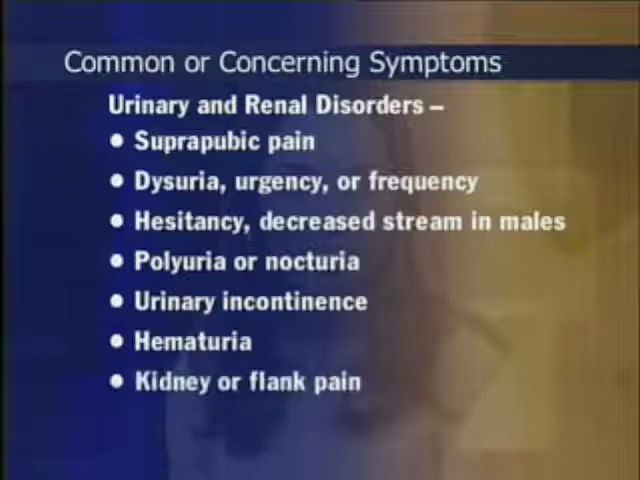 Common or Concerning Symptoms
Urinary and Renal Disorders –
• Suprapubic pain
• Dysuria, urgency, or frequency
• Hesitancy, decreased stream in males
• Polyuria or nocturia
• Urinary incontinence
• Hematuria
• Kidney or flank pain